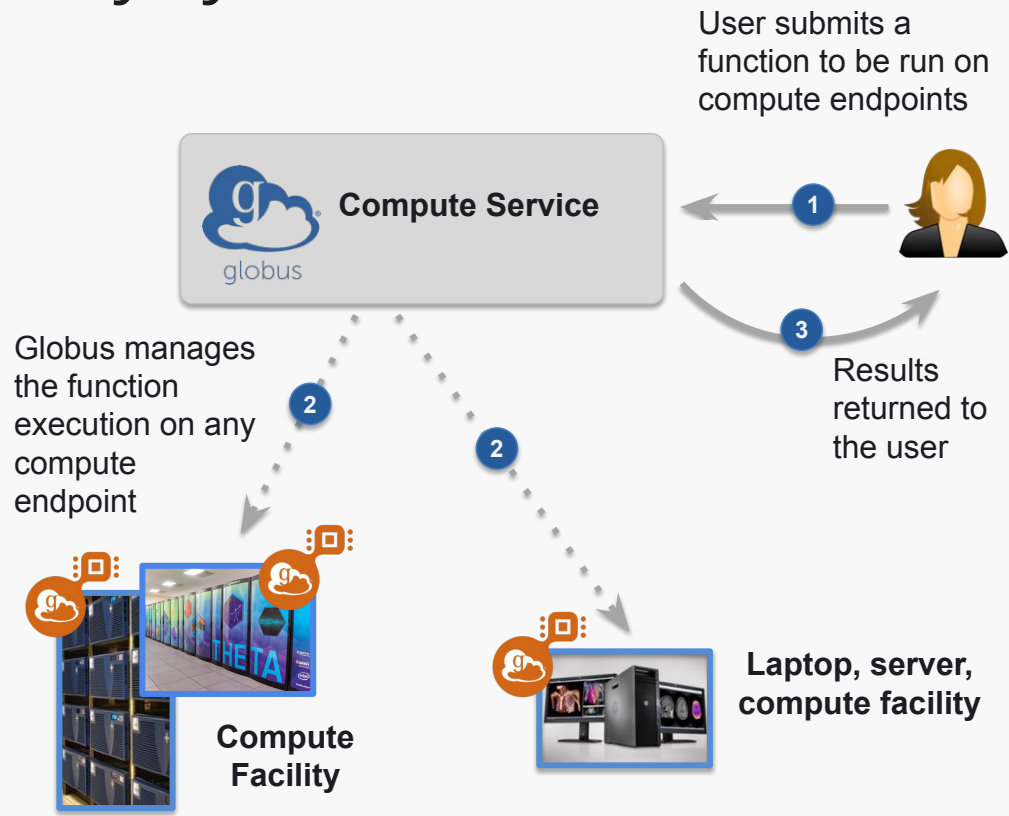 User submits a
function to be run on
compute endpoints
g
globus
Compute Service
1
3
Globus manages
the function
execution on any
compute
endpoint
2
2
Results
returned to
the user
g
g
THETA
g
Compute
Facility
Laptop, server,
compute facility